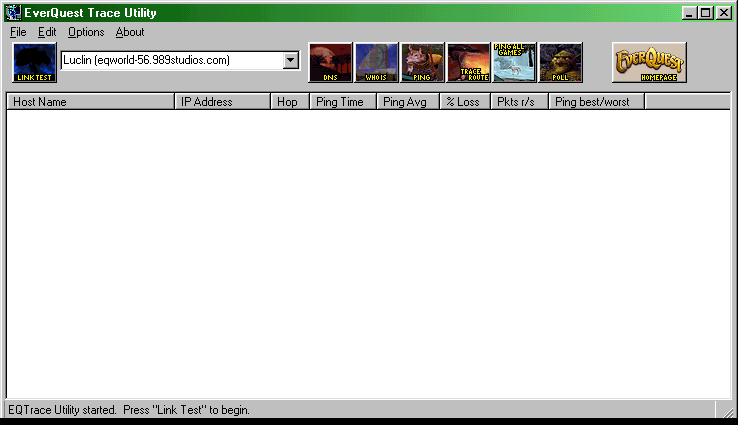 EverQuest Trace Utility
File Edit Options About
LINK TEST
Luclin (eqworld-56.989studios.com)
DNS
WHO IS
PING
TRACE ROUTE
PING ALL GAMES
POLL
EVERQUEST
HOMEPAGE
Host Name IP Address Hop Ping Time Ping Avg % Loss Pkts r/s Ping best/worst
EQTrace Utility started. Press "Link Test" to begin.